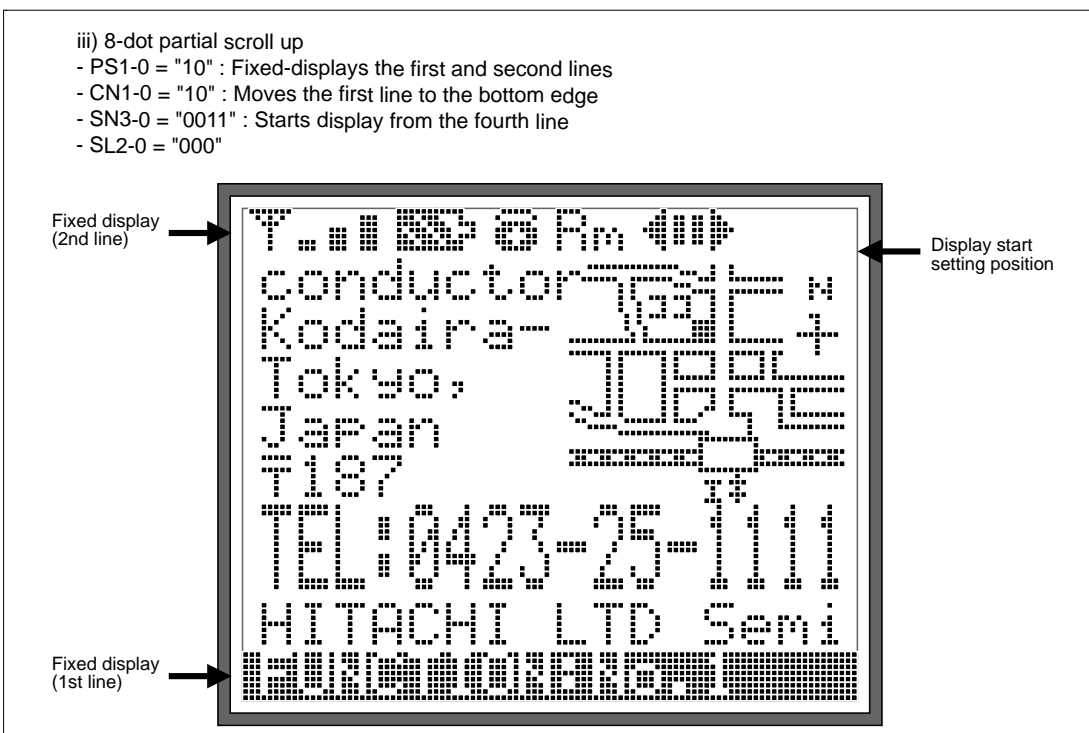 iii) 8-dot partial scroll up
- PS1-0 = "10" : Fixed-displays the first and second lines
- CN1-0 = "10" : Moves the first line to the bottom edge
- SN3-0 = "0011" : Starts display from the fourth line
- SL2-0 = "000"
Fixed display
(2nd line)
Display start
setting position
conductor
N
Kodaira-
Tokyo,
Japan
〒187
TEL:0423-25-1111
HITACHI LTD Semi
Fixed display
(1st line)